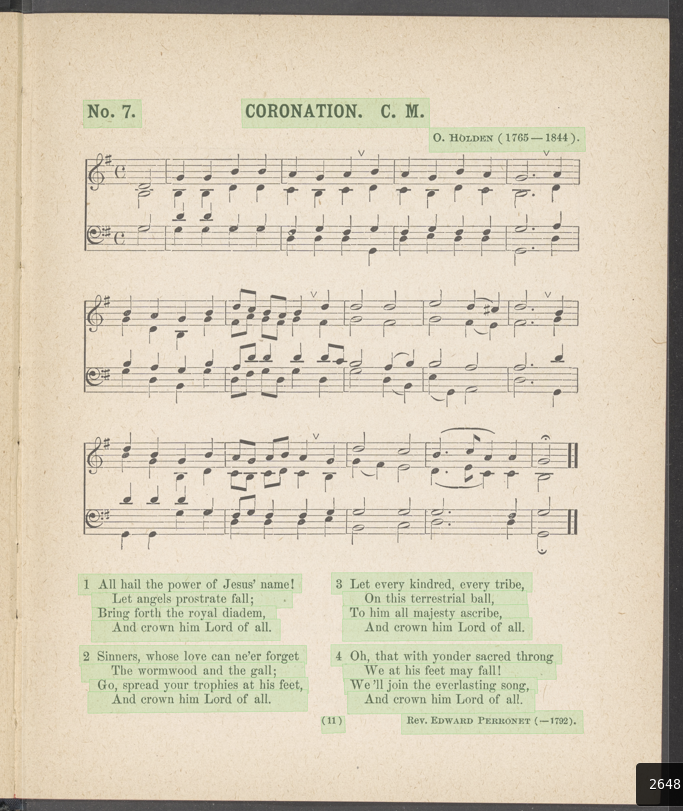 No. 7.
CORONATION. C. M.
O. HOLDEN (1765—1844).
1 All hail the power of Jesus' name!
Let angels prostrate fall;
Bring forth the royal diadem,
And crown him Lord of all.
2 Sinners, whose love can ne'er forget
The wormwood and the gall;
Go, spread your trophies at his feet,
And crown him Lord of all.
3 Let every kindred, every tribe,
On this terrestrial ball,
To him all majesty ascribe,
And crown him Lord of all.
4 Oh, that with yonder sacred throng
We at his feet may fall!
We'll join the everlasting song,
And crown him Lord of all.
(11)
REV. EDWARD PERRONET (—1792).
2648